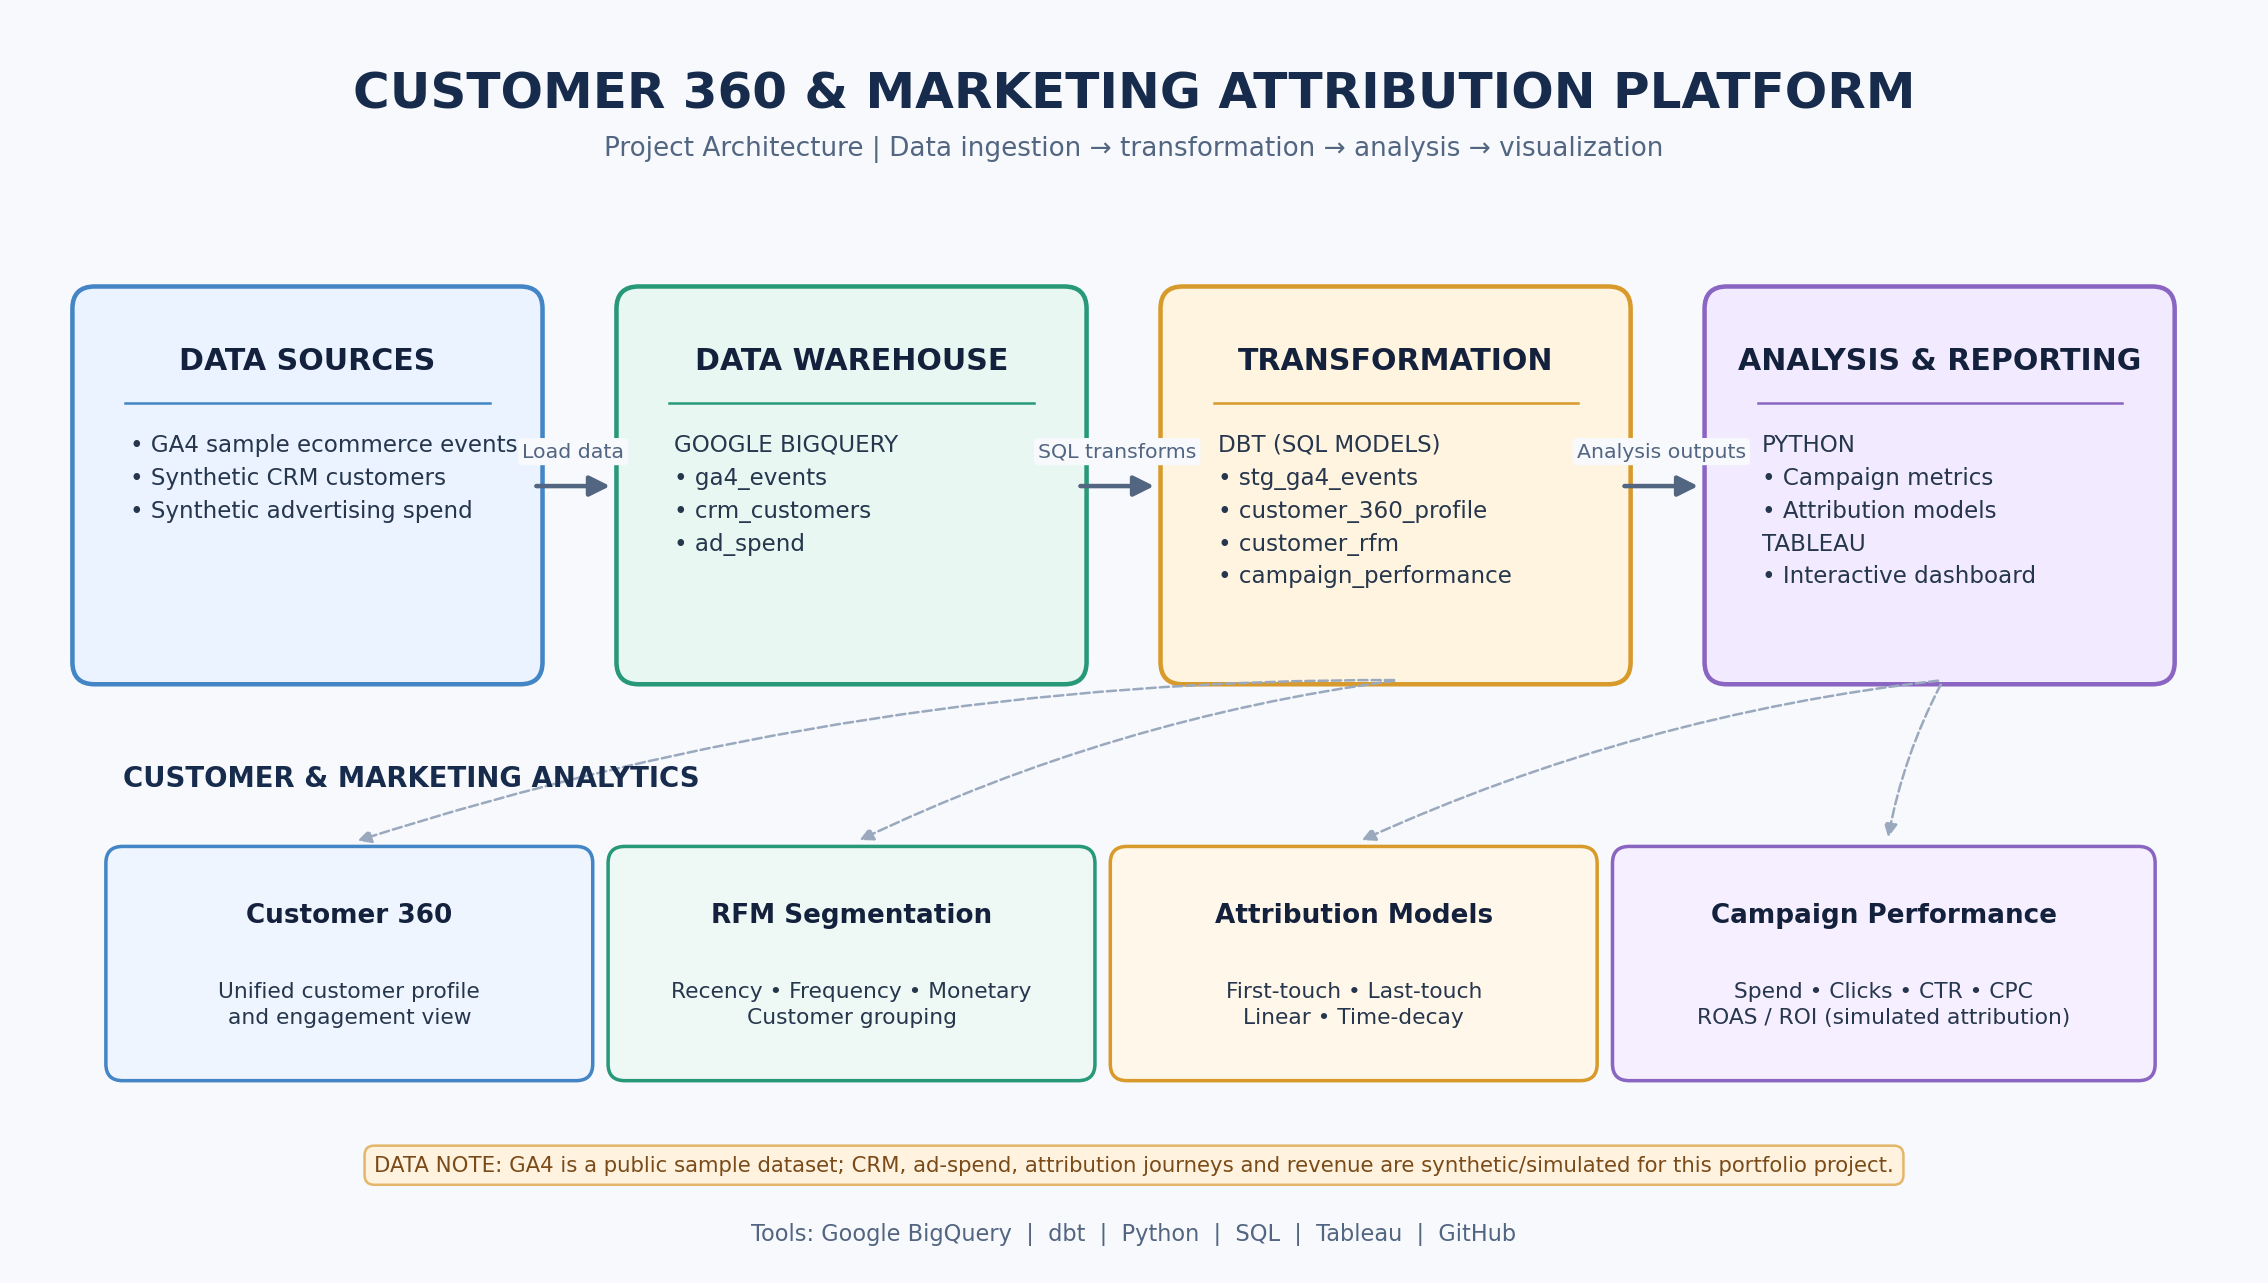 CUSTOMER 360 & MARKETING ATTRIBUTION PLATFORM
Project Architecture | Data ingestion → transformation → analysis → visualization
DATA SOURCES
• GA4 sample ecommerce events
• Synthetic CRM customers
• Synthetic advertising spend
Load data
DATA WAREHOUSE
GOOGLE BIGQUERY
• ga4_events
• crm_customers
• ad_spend
SQL transforms
TRANSFORMATION
DBT (SQL MODELS)
• stg_ga4_events
• customer_360_profile
• customer_rfm
• campaign_performance
Analysis outputs
ANALYSIS & REPORTING
PYTHON
• Campaign metrics
• Attribution models
TABLEAU
• Interactive dashboard
CUSTOMER & MARKETING ANALYTICS
Customer 360
Unified customer profile
and engagement view
RFM Segmentation
Recency • Frequency • Monetary
Customer grouping
Attribution Models
First-touch • Last-touch
Linear • Time-decay
Campaign Performance
Spend • Clicks • CTR • CPC
ROAS / ROI (simulated attribution)
DATA NOTE: GA4 is a public sample dataset; CRM, ad-spend, attribution journeys and revenue are synthetic/simulated for this portfolio project.
Tools: Google BigQuery | dbt | Python | SQL | Tableau | GitHub